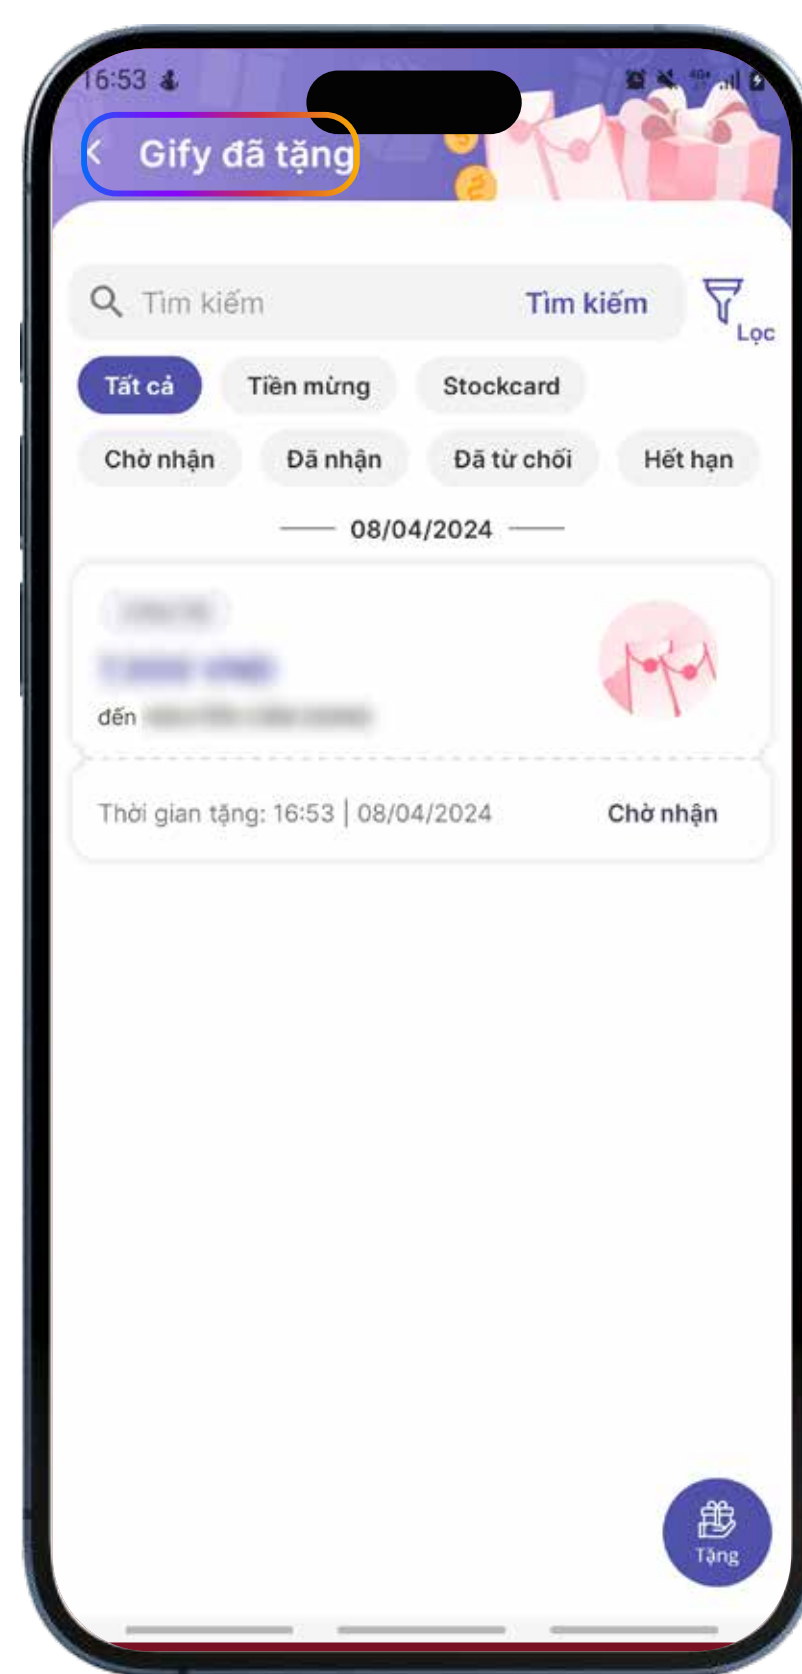 16:53
Gify đã tặng
Tìm kiếm Tìm kiếm
Lọc
Tất cả Tiền mừng Stockcard
Chờ nhận Đã nhận Đã từ chối Hết hạn
08/04/2024
đến
Thời gian tặng: 16:53 | 08/04/2024 Chờ nhận
Tặng